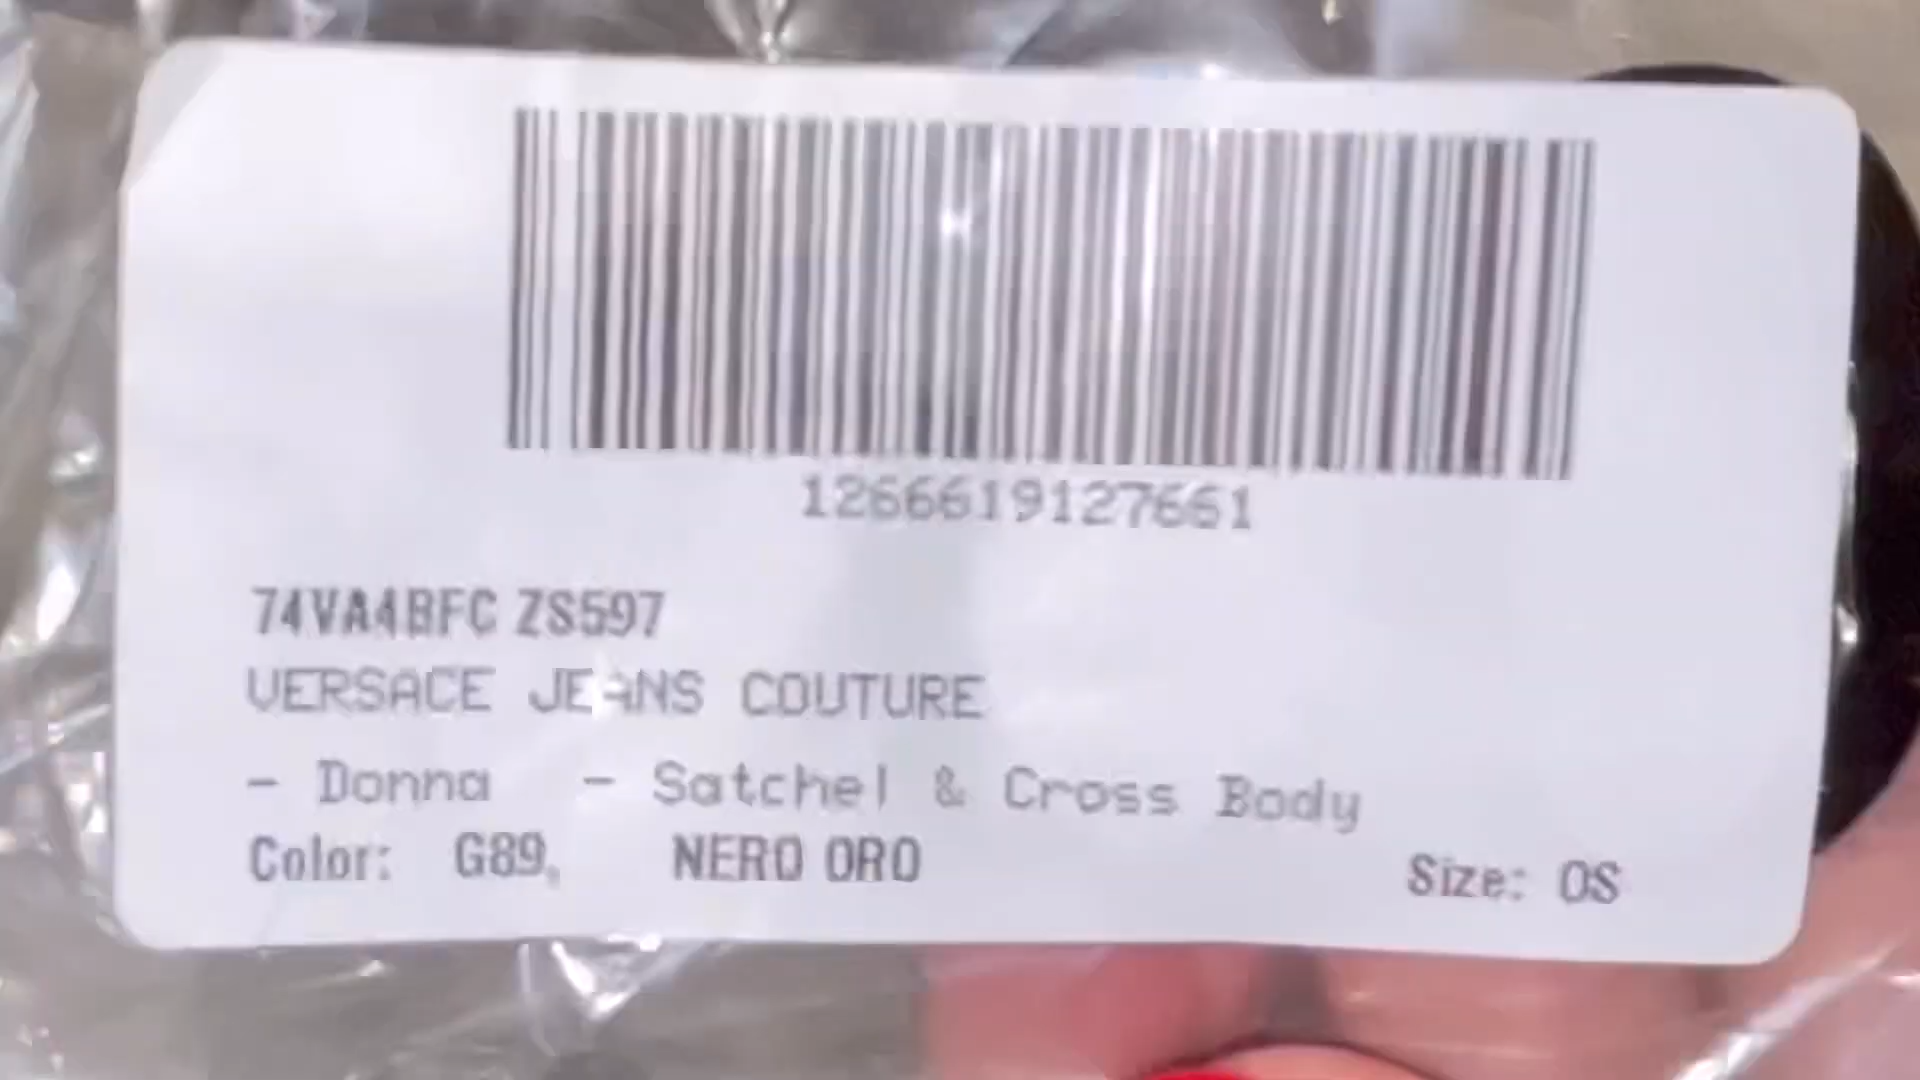 1266619127661
74VA4BFC ZS597
VERSACE JEANS COUTURE
- Donna - Satchel & Cross Body
Color: G89, NERO ORO Size: OS